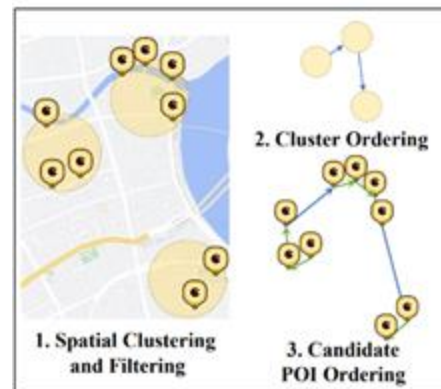 1. Spatial Clustering
and Filtering
2. Cluster Ordering
3. Candidate
POI Ordering